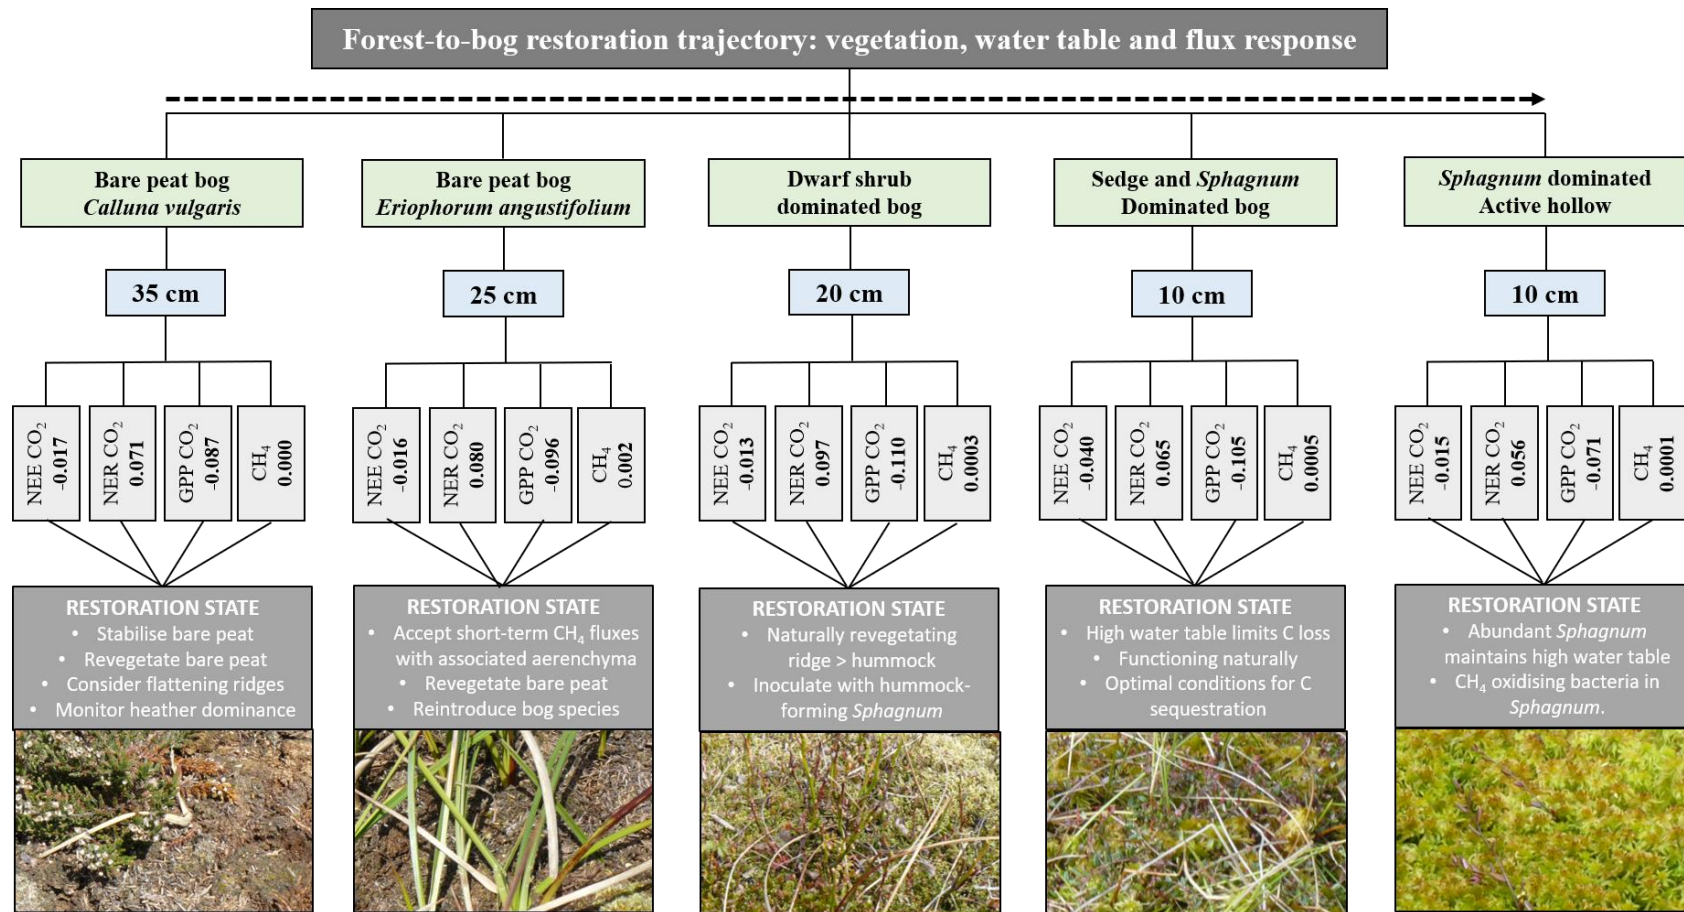 Forest-to-bog restoration trajectory: vegetation, water table and flux response
Bare peat bog
Calluna vulgaris
Bare peat bog
Eriophorum angustifolium
Dwarf shrub
dominated bog
Sedge and Sphagnum
Dominated bog
Sphagnum dominated
Active hollow
35 cm
25 cm
20 cm
10 cm
10 cm
NEE CO₂
-0.017
NER CO₂
0.071
GPP CO₂
-0.087
CH₄
0.000
NEE CO₂
-0.016
NER CO₂
0.080
GPP CO₂
-0.096
CH₄
0.002
NEE CO₂
-0.013
NER CO₂
0.097
GPP CO₂
-0.110
CH₄
0.0003
NEE CO₂
-0.040
NER CO₂
0.065
GPP CO₂
-0.105
CH₄
0.0005
NEE CO₂
-0.015
NER CO₂
0.056
GPP CO₂
-0.071
CH₄
0.0001
RESTORATION STATE
• Stabilise bare peat
• Revegetate bare peat
• Consider flattening ridges
• Monitor heather dominance
RESTORATION STATE
• Accept short-term CH₄ fluxes
with associated aerenchyma
• Revegetate bare peat
• Reintroduce bog species
RESTORATION STATE
• Naturally revegetating
ridge > hummock
• Inoculate with hummock-
forming Sphagnum
RESTORATION STATE
• High water table limits C loss
• Functioning naturally
• Optimal conditions for C
sequestration
RESTORATION STATE
• Abundant Sphagnum
maintains high water table
• CH₄ oxidising bacteria in
Sphagnum.